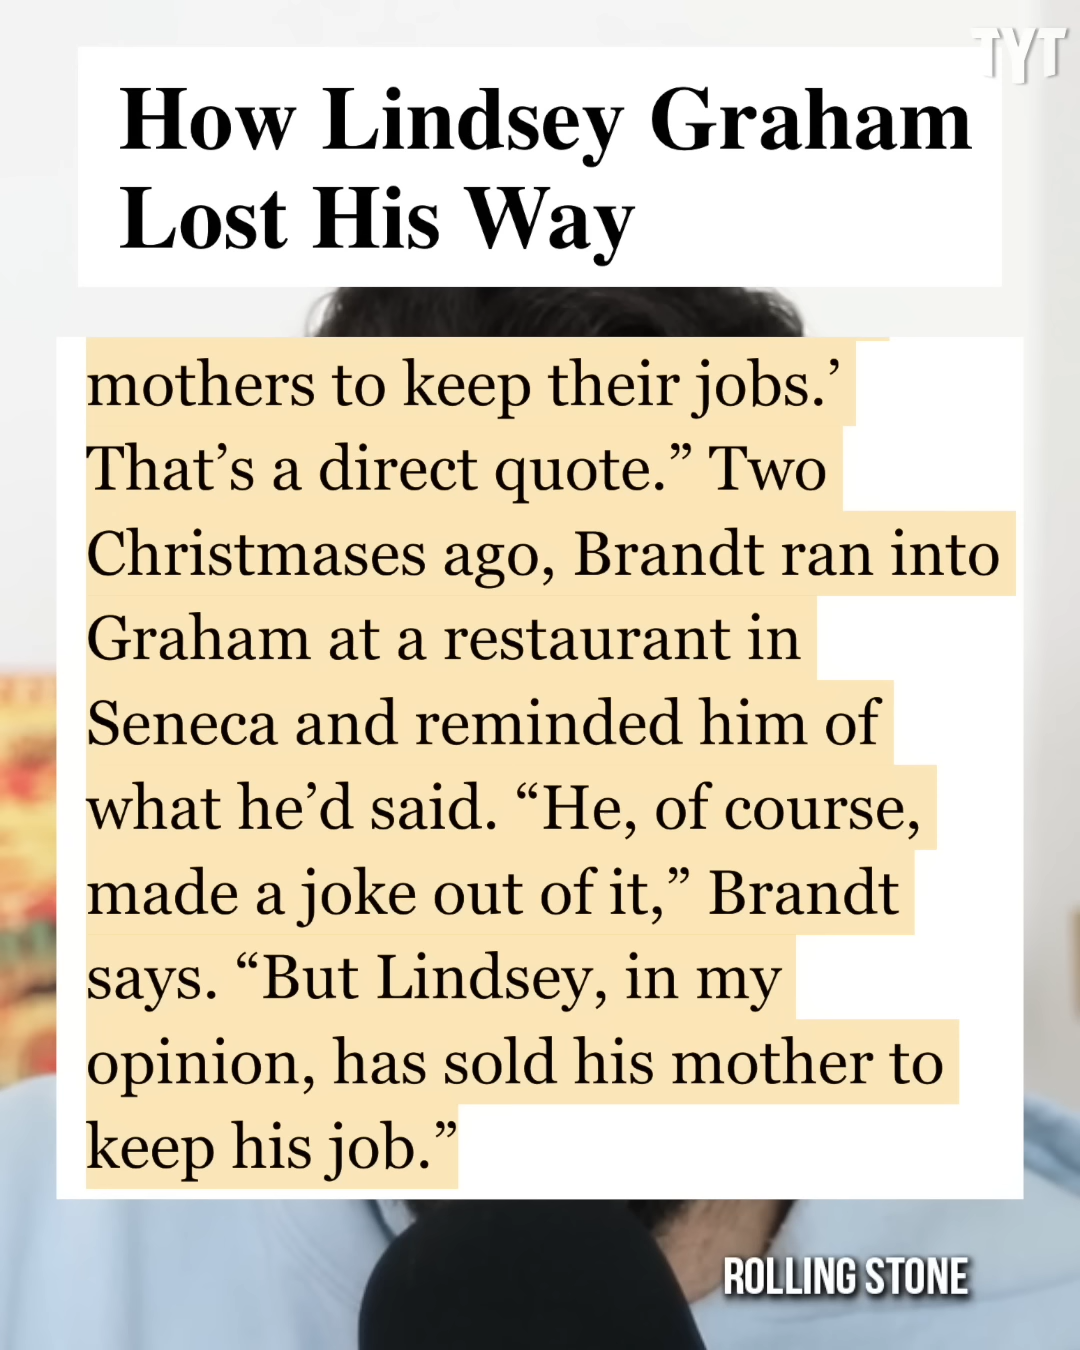 TYT
How Lindsey Graham
Lost His Way
mothers to keep their jobs.’
That’s a direct quote.” Two
Christmases ago, Brandt ran into
Graham at a restaurant in
Seneca and reminded him of
what he’d said. “He, of course,
made a joke out of it,” Brandt
says. “But Lindsey, in my
opinion, has sold his mother to
keep his job.”
ROLLING STONE